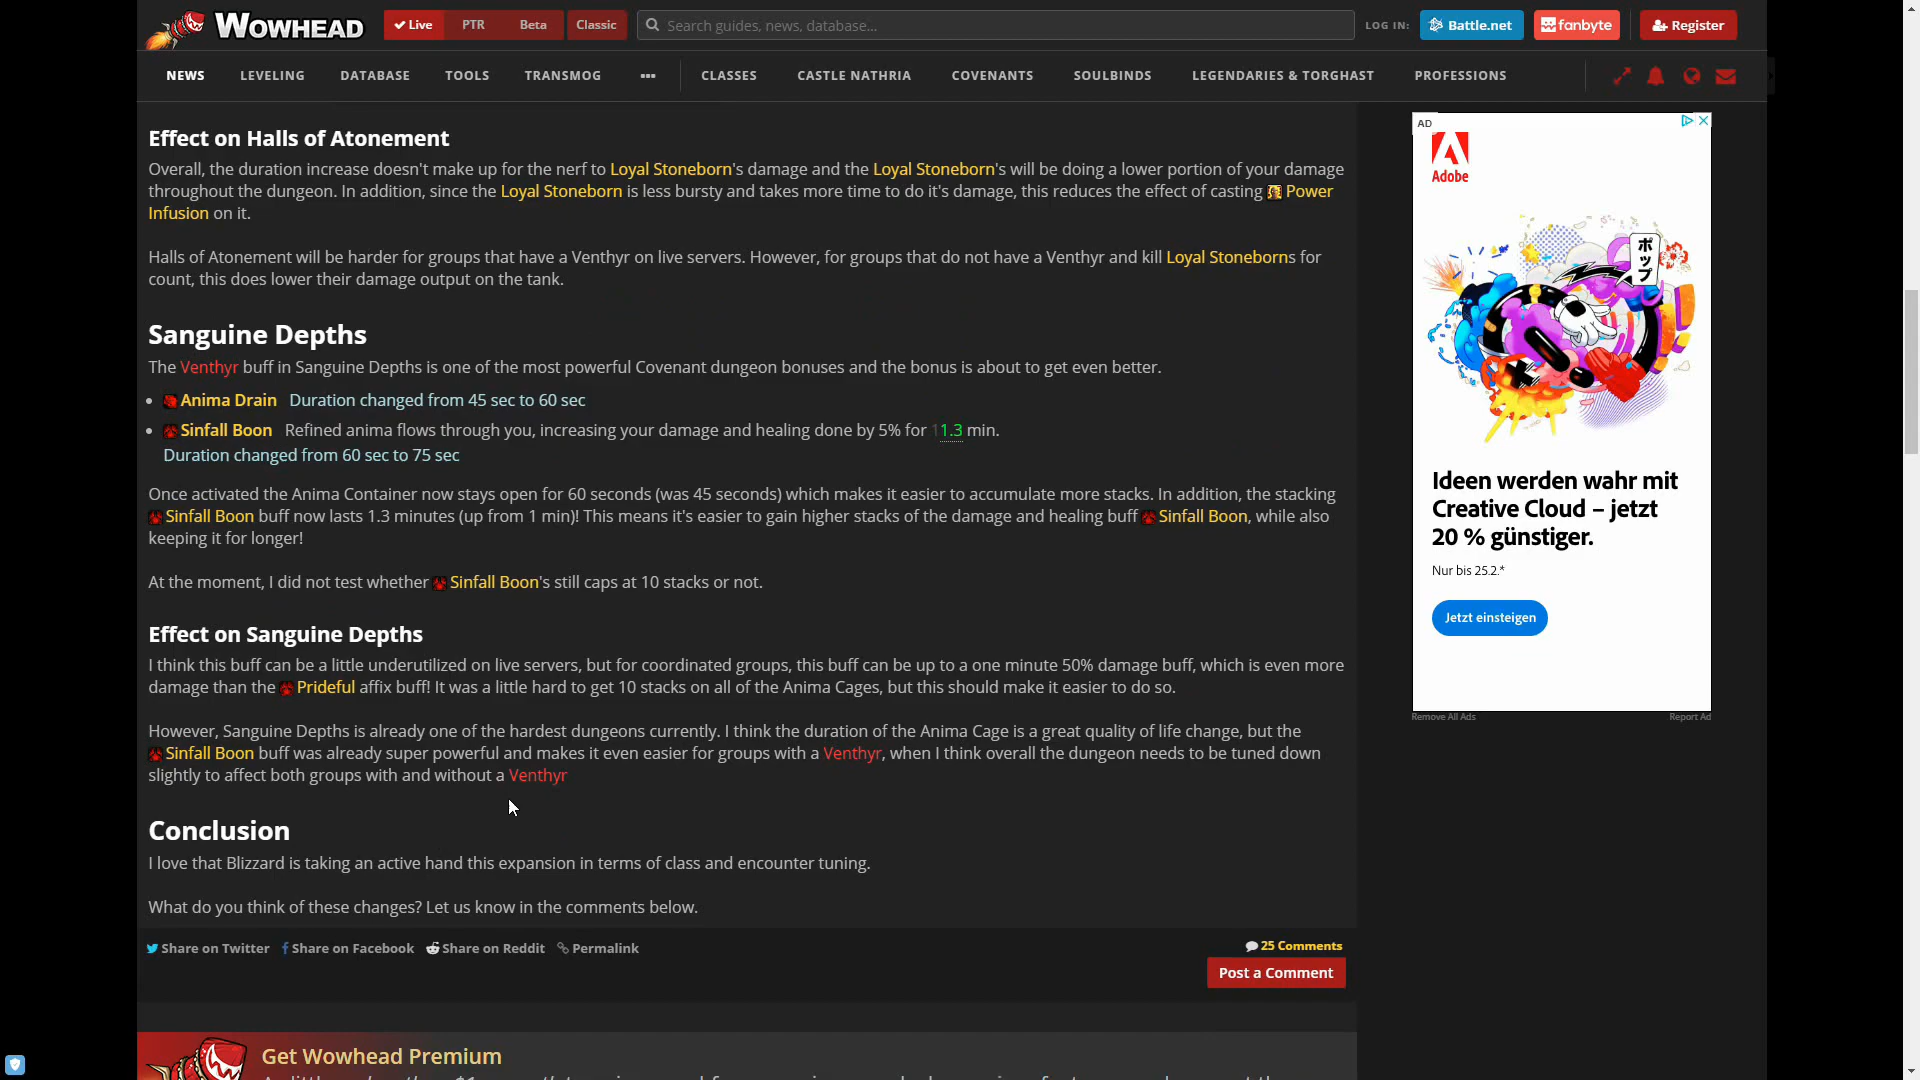 WOWHEAD
Live PTR Beta Classic
Search guides, news, database...
LOG IN: Battle.net fanbyte Register
NEWS LEVELING DATABASE TOOLS TRANSMOG ••• CLASSES CASTLE NATHRIA COVENANTS SOULBINDS LEGENDARIES & TORGHAST PROFESSIONS
Effect on Halls of Atonement
Overall, the duration increase doesn't make up for the nerf to Loyal Stoneborn's damage and the Loyal Stoneborn's will be doing a lower portion of your damage
throughout the dungeon. In addition, since the Loyal Stoneborn is less bursty and takes more time to do it's damage, this reduces the effect of casting Power
Infusion on it.
Halls of Atonement will be harder for groups that have a Venthyr on live servers. However, for groups that do not have a Venthyr and kill Loyal Stoneborns for
count, this does lower their damage output on the tank.
Sanguine Depths
The Venthyr buff in Sanguine Depths is one of the most powerful Covenant dungeon bonuses and the bonus is about to get even better.
• Anima Drain Duration changed from 45 sec to 60 sec
• Sinfall Boon Refined anima flows through you, increasing your damage and healing done by 5% for 11.3 min.
Duration changed from 60 sec to 75 sec
Once activated the Anima Container now stays open for 60 seconds (was 45 seconds) which makes it easier to accumulate more stacks. In addition, the stacking
Sinfall Boon buff now lasts 1.3 minutes (up from 1 min)! This means it's easier to gain higher stacks of the damage and healing buff Sinfall Boon, while also
keeping it for longer!
At the moment, I did not test whether Sinfall Boon's still caps at 10 stacks or not.
Effect on Sanguine Depths
I think this buff can be a little underutilized on live servers, but for coordinated groups, this buff can be up to a one minute 50% damage buff, which is even more
damage than the Prideful affix buff! It was a little hard to get 10 stacks on all of the Anima Cages, but this should make it easier to do so.
However, Sanguine Depths is already one of the hardest dungeons currently. I think the duration of the Anima Cage is a great quality of life change, but the
Sinfall Boon buff was already super powerful and makes it even easier for groups with a Venthyr, when I think overall the dungeon needs to be tuned down
slightly to affect both groups with and without a Venthyr
Conclusion
I love that Blizzard is taking an active hand this expansion in terms of class and encounter tuning.
What do you think of these changes? Let us know in the comments below.
Share on Twitter Share on Facebook Share on Reddit Permalink
25 Comments
Post a Comment
Get Wowhead Premium
AD
Adobe
ポップ
Ideen werden wahr mit
Creative Cloud – jetzt
20 % günstiger.
Nur bis 25.2.*
Jetzt einsteigen
Remove All Ads Report Ad